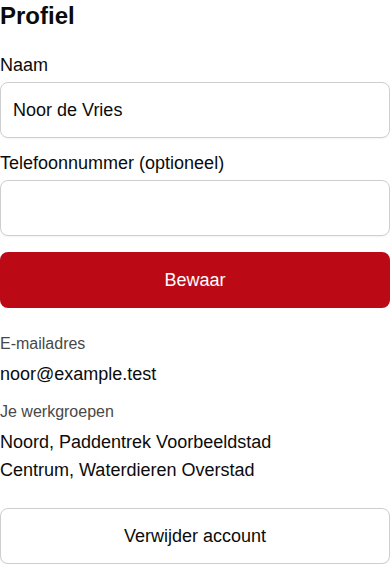 Profiel
Naam
Noor de Vries
Telefoonnummer (optioneel)
Bewaar
E-mailadres
noor@example.test
Je werkgroepen
Noord, Paddentrek Voorbeeldstad
Centrum, Waterdieren Overstad
Verwijder account